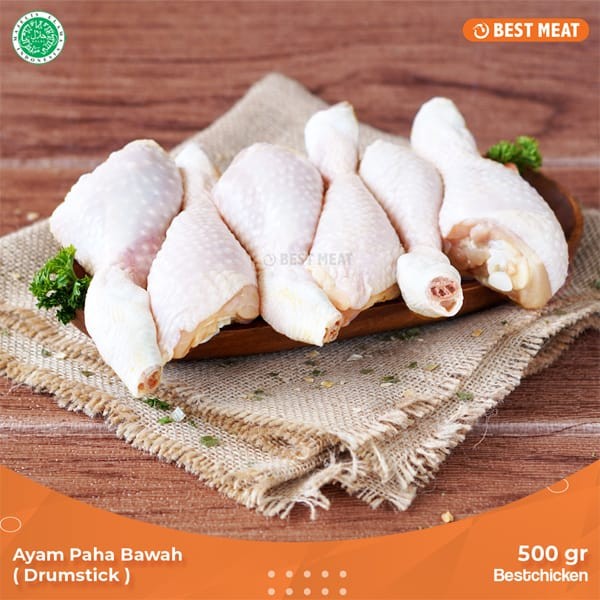 BEST MEAT
BEST MEAT
Ayam Paha Bawah
( Drumstick )
500 gr
Bestchicken